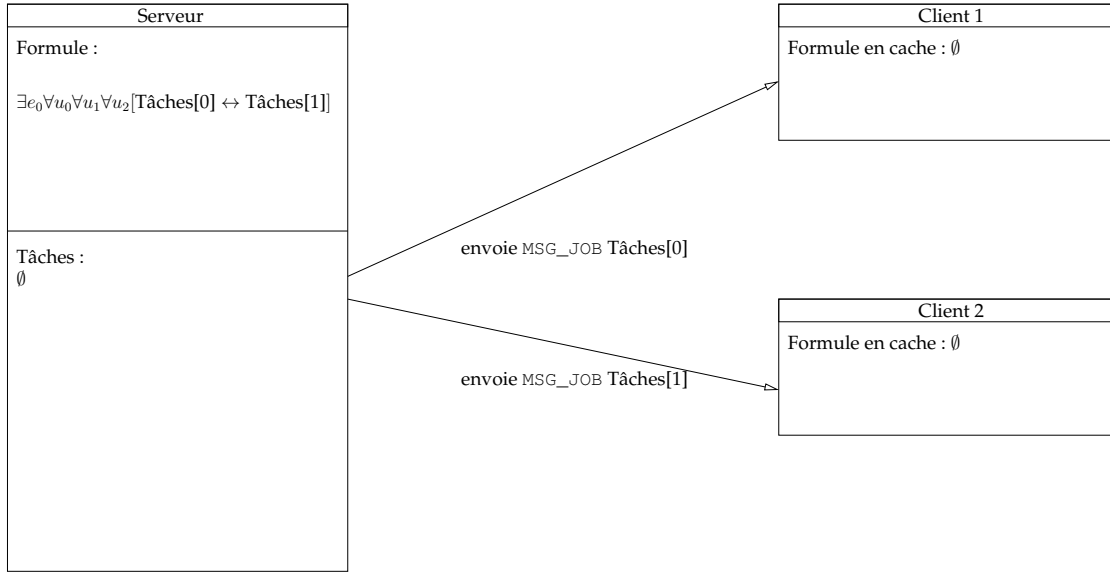 Serveur
Formule :
∃e₀∀u₀∀u₁∀u₂[Tâches[0] ↔ Tâches[1]]
Tâches :
∅
envoie MSG_JOB Tâches[0]
envoie MSG_JOB Tâches[1]
Client 1
Formule en cache : ∅
Client 2
Formule en cache : ∅